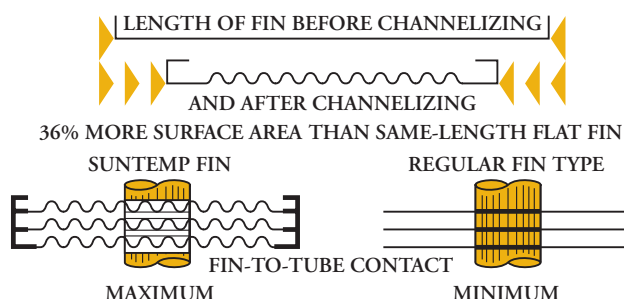 LENGTH OF FIN BEFORE CHANNELIZING
AND AFTER CHANNELIZING
36% MORE SURFACE AREA THAN SAME-LENGTH FLAT FIN
SUNTEMP FIN
REGULAR FIN TYPE
FIN-TO-TUBE CONTACT
MAXIMUM
MINIMUM